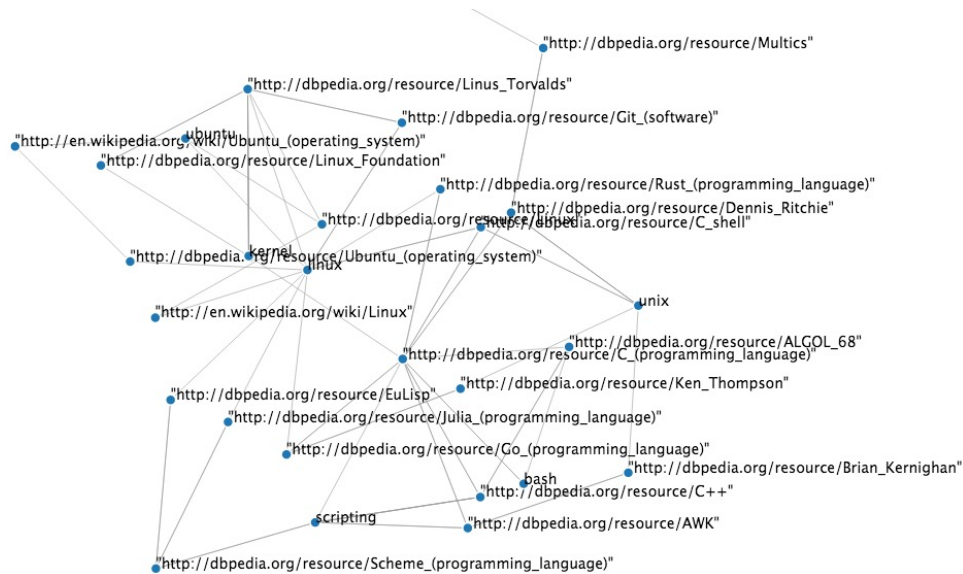 "http://dbpedia.org/resource/Multics"
"http://dbpedia.org/resource/Linus_Torvalds"
"http://dbpedia.org/resource/Git_(software)"
ubuntu
"http://en.wikipedia.org/wiki/Ubuntu_(operating_system)"
"http://dbpedia.org/resource/Linux_Foundation"
"http://dbpedia.org/resource/Rust_(programming_language)"
"http://dbpedia.org/resource/Dennis_Ritchie"
"http://dbpedia.org/resource/Linux"
"http://dbpedia.org/resource/C_shell"
kernel
"http://dbpedia.org/resource/Ubuntu_(operating_system)"
linux
unix
"http://en.wikipedia.org/wiki/Linux"
"http://dbpedia.org/resource/ALGOL_68"
"http://dbpedia.org/resource/C_(programming_language)"
"http://dbpedia.org/resource/Ken_Thompson"
"http://dbpedia.org/resource/EuLisp"
"http://dbpedia.org/resource/Julia_(programming_language)"
"http://dbpedia.org/resource/Go_(programming_language)"
"http://dbpedia.org/resource/Brian_Kernighan"
bash
"http://dbpedia.org/resource/C++"
scripting
"http://dbpedia.org/resource/AWK"
"http://dbpedia.org/resource/Scheme_(programming_language)"